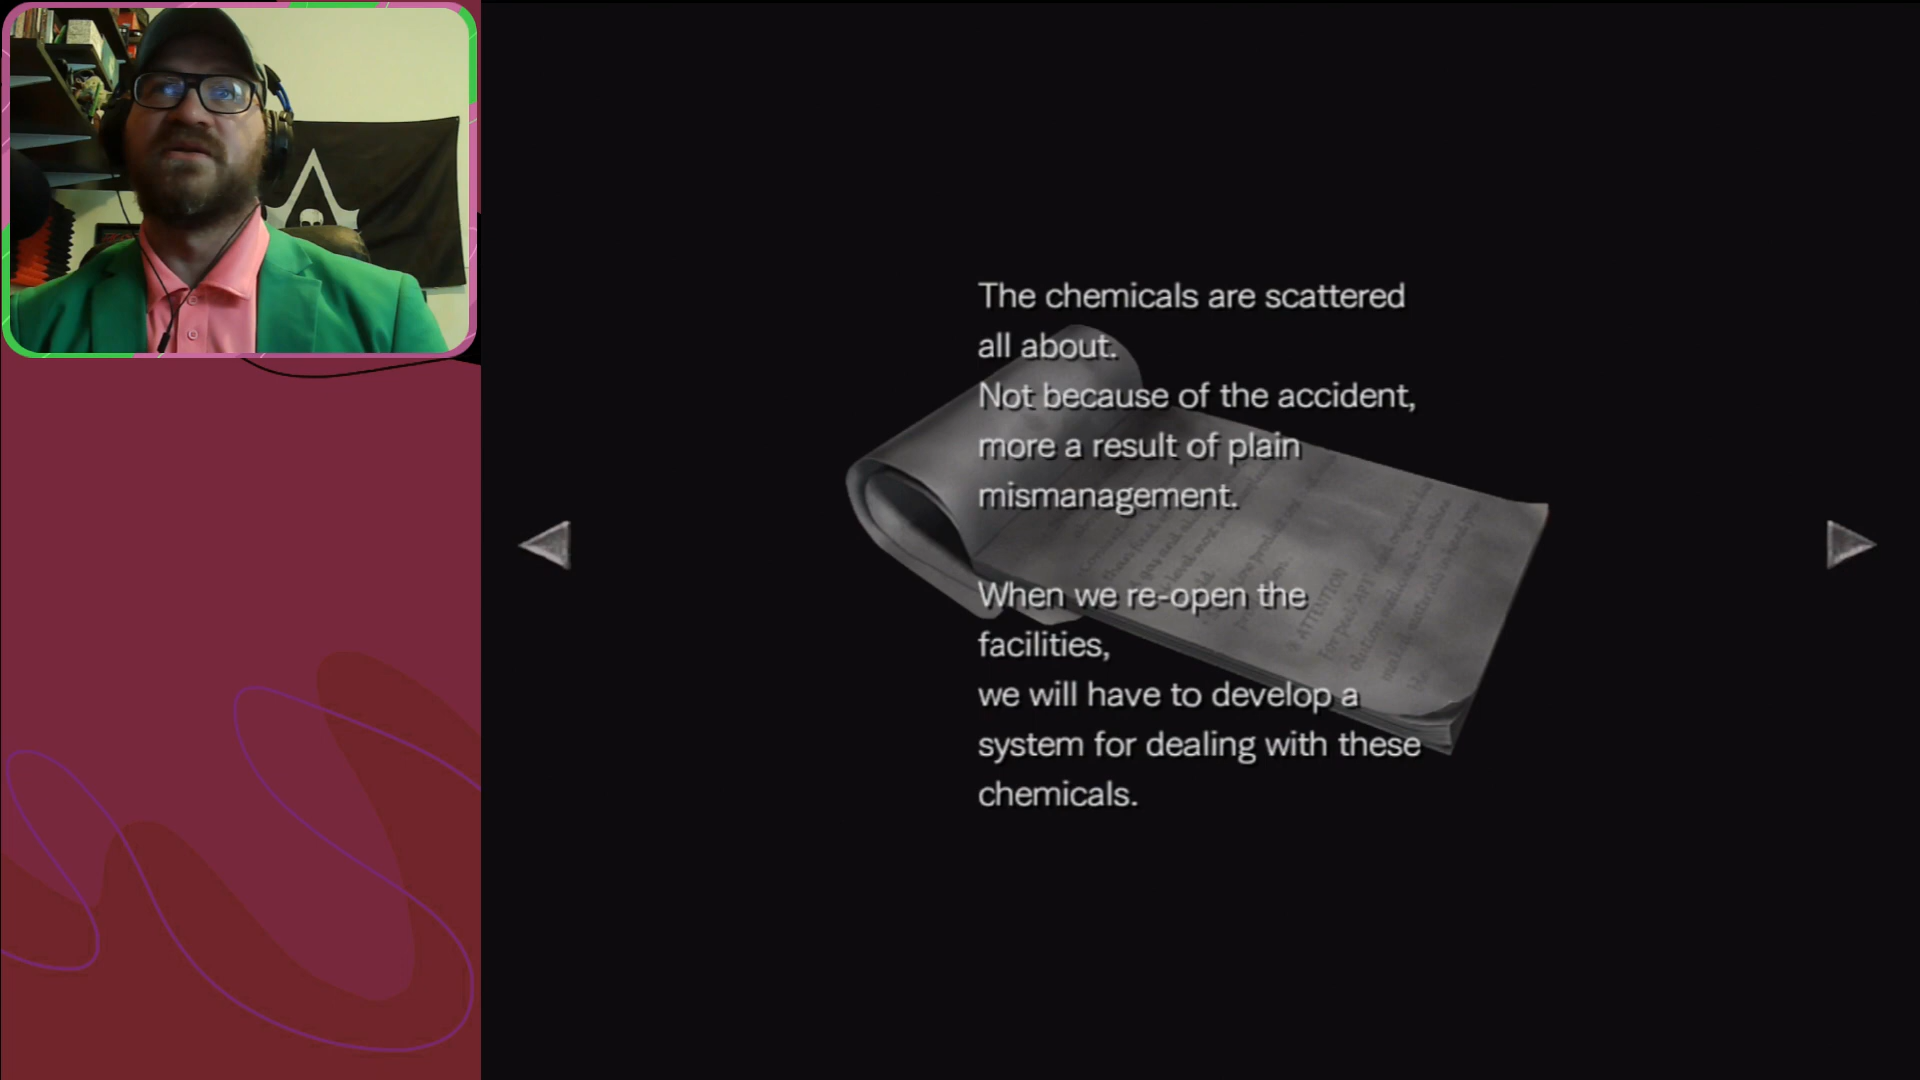 The chemicals are scattered
all about.
Not because of the accident,
more a result of plain
mismanagement.
When we re-open the
facilities,
we will have to develop a
system for dealing with these
chemicals.
ATTENTION